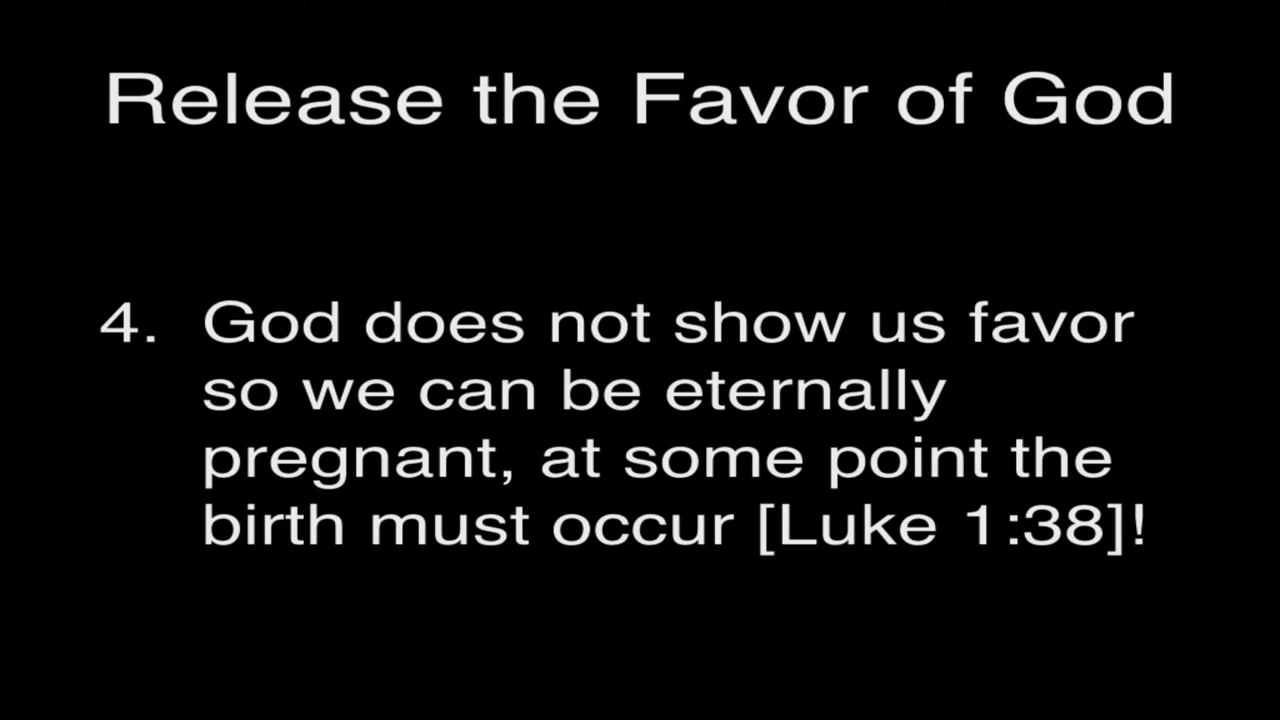 Release the Favor of God
4. God does not show us favor
so we can be eternally
pregnant, at some point the
birth must occur [Luke 1:38]!